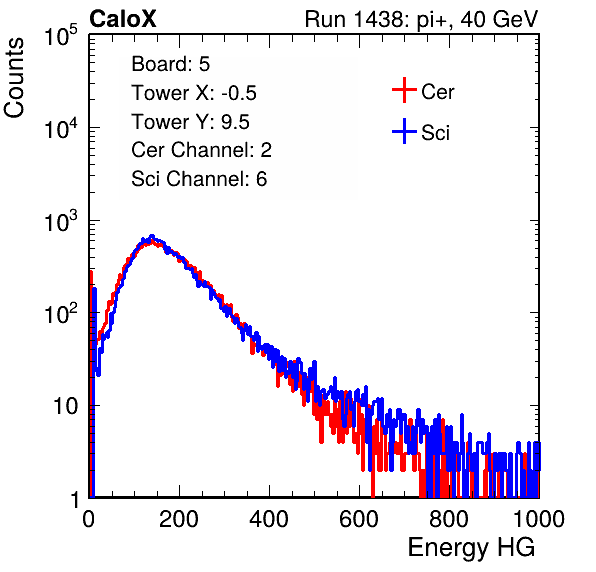 CaloX Run 1438: pi+, 40 GeV
Counts
10^5
10^4
10^3
10^2
10
1
Board: 5
Tower X: -0.5
Tower Y: 9.5
Cer Channel: 2
Sci Channel: 6
Cer
Sci
0 200 400 600 800 1000
Energy HG